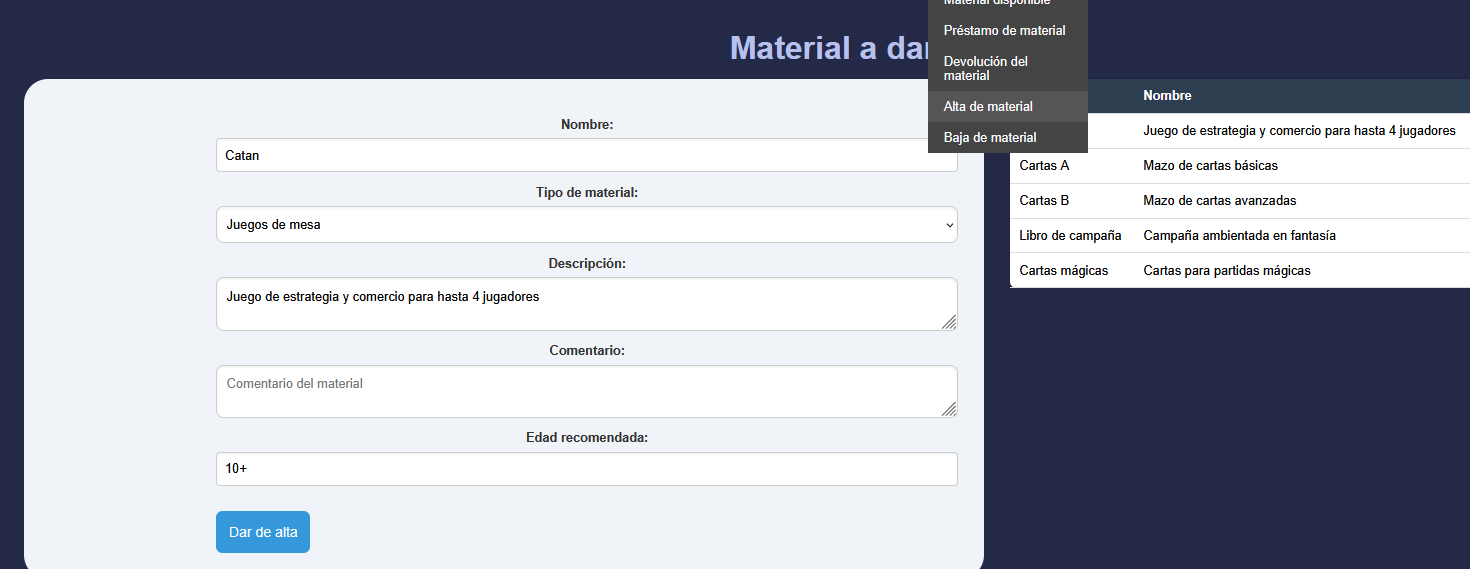 Material disponible
Préstamo de material
Devolución del
material
Alta de material
Baja de material
Material a dar
Nombre:
Catan
Tipo de material:
Juegos de mesa
Descripción:
Juego de estrategia y comercio para hasta 4 jugadores
Comentario:
Comentario del material
Edad recomendada:
10+
Dar de alta
Nombre
Juego de estrategia y comercio para hasta 4 jugadores
Cartas A Mazo de cartas básicas
Cartas B Mazo de cartas avanzadas
Libro de campaña Campaña ambientada en fantasía
Cartas mágicas Cartas para partidas mágicas